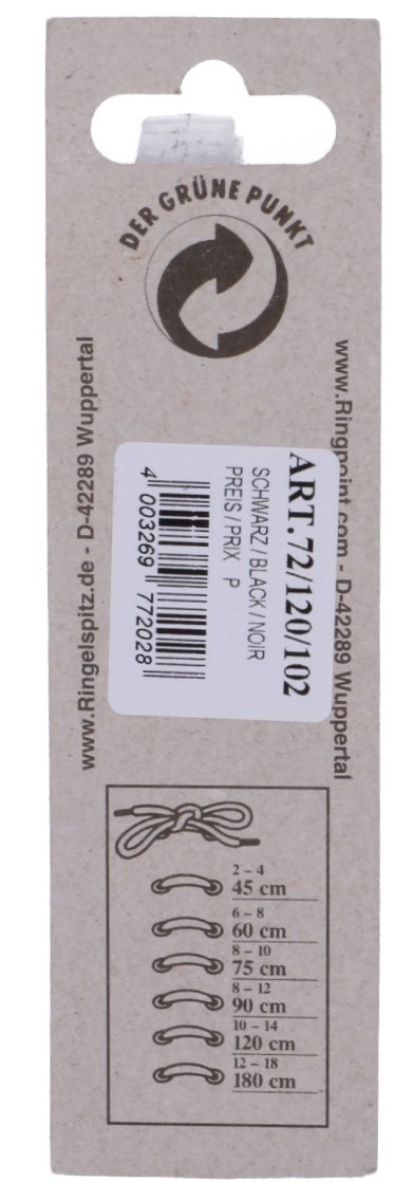 DER GRÜNE PUNKT
www.Ringelspitz.de - D-42289 Wuppertal
www.Ringpoint.com - D-42289 Wuppertal
ART.72/120/102
SCHWARZ / BLACK / NOIR
PREIS / PRIX P
4 003269 772028
2 – 4
45 cm
6 – 8
60 cm
8 – 10
75 cm
8 – 12
90 cm
10 – 14
120 cm
12 – 18
180 cm